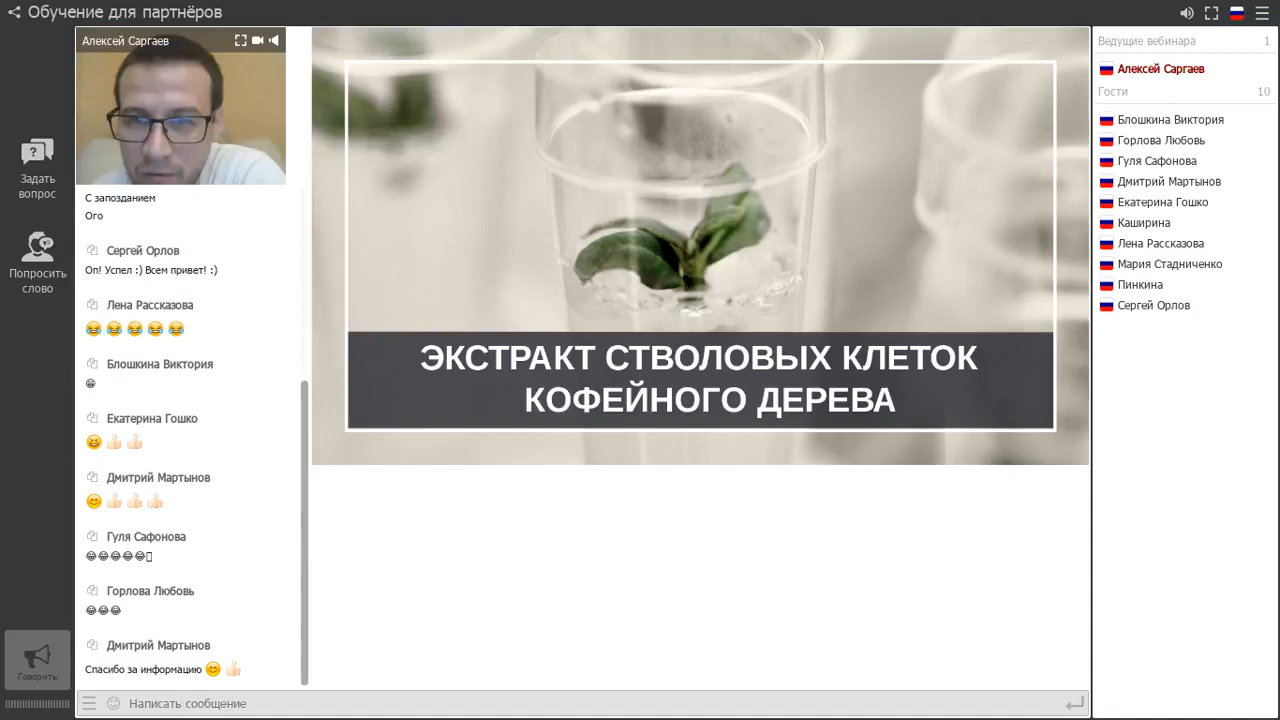 Обучение для партнёров
Задать
вопрос
Попросить
слово
Говорить
Алексей Саргаев
С запозданием
Ого
Сергей Орлов
Оп! Успел :) Всем привет! :)
Лена Рассказова
😂 😂 😂 😂 😂
Блошкина Виктория
😁
Екатерина Гошко
😆 👍🏻 👍🏻
Дмитрий Мартынов
😊 👍🏻 👍🏻 👍🏻
Гуля Сафонова
😂😂😂😂😂
Горлова Любовь
😂😂😂
Дмитрий Мартынов
Спасибо за информацию 😊 👍🏻
Написать сообщение
ЭКСТРАКТ СТВОЛОВЫХ КЛЕТОК
КОФЕЙНОГО ДЕРЕВА
Ведущие вебинара 1
Алексей Саргаев
Гости 10
Блошкина Виктория
Горлова Любовь
Гуля Сафонова
Дмитрий Мартынов
Екатерина Гошко
Каширина
Лена Рассказова
Мария Стадниченко
Пинкина
Сергей Орлов